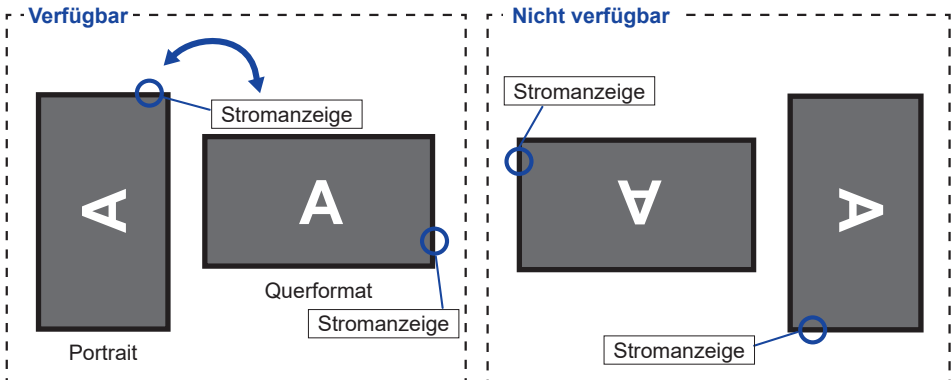 Verfügbar
Stromanzeige
A
A
Querformat
Stromanzeige
Portrait
Nicht verfügbar
Stromanzeige
A
A
Stromanzeige